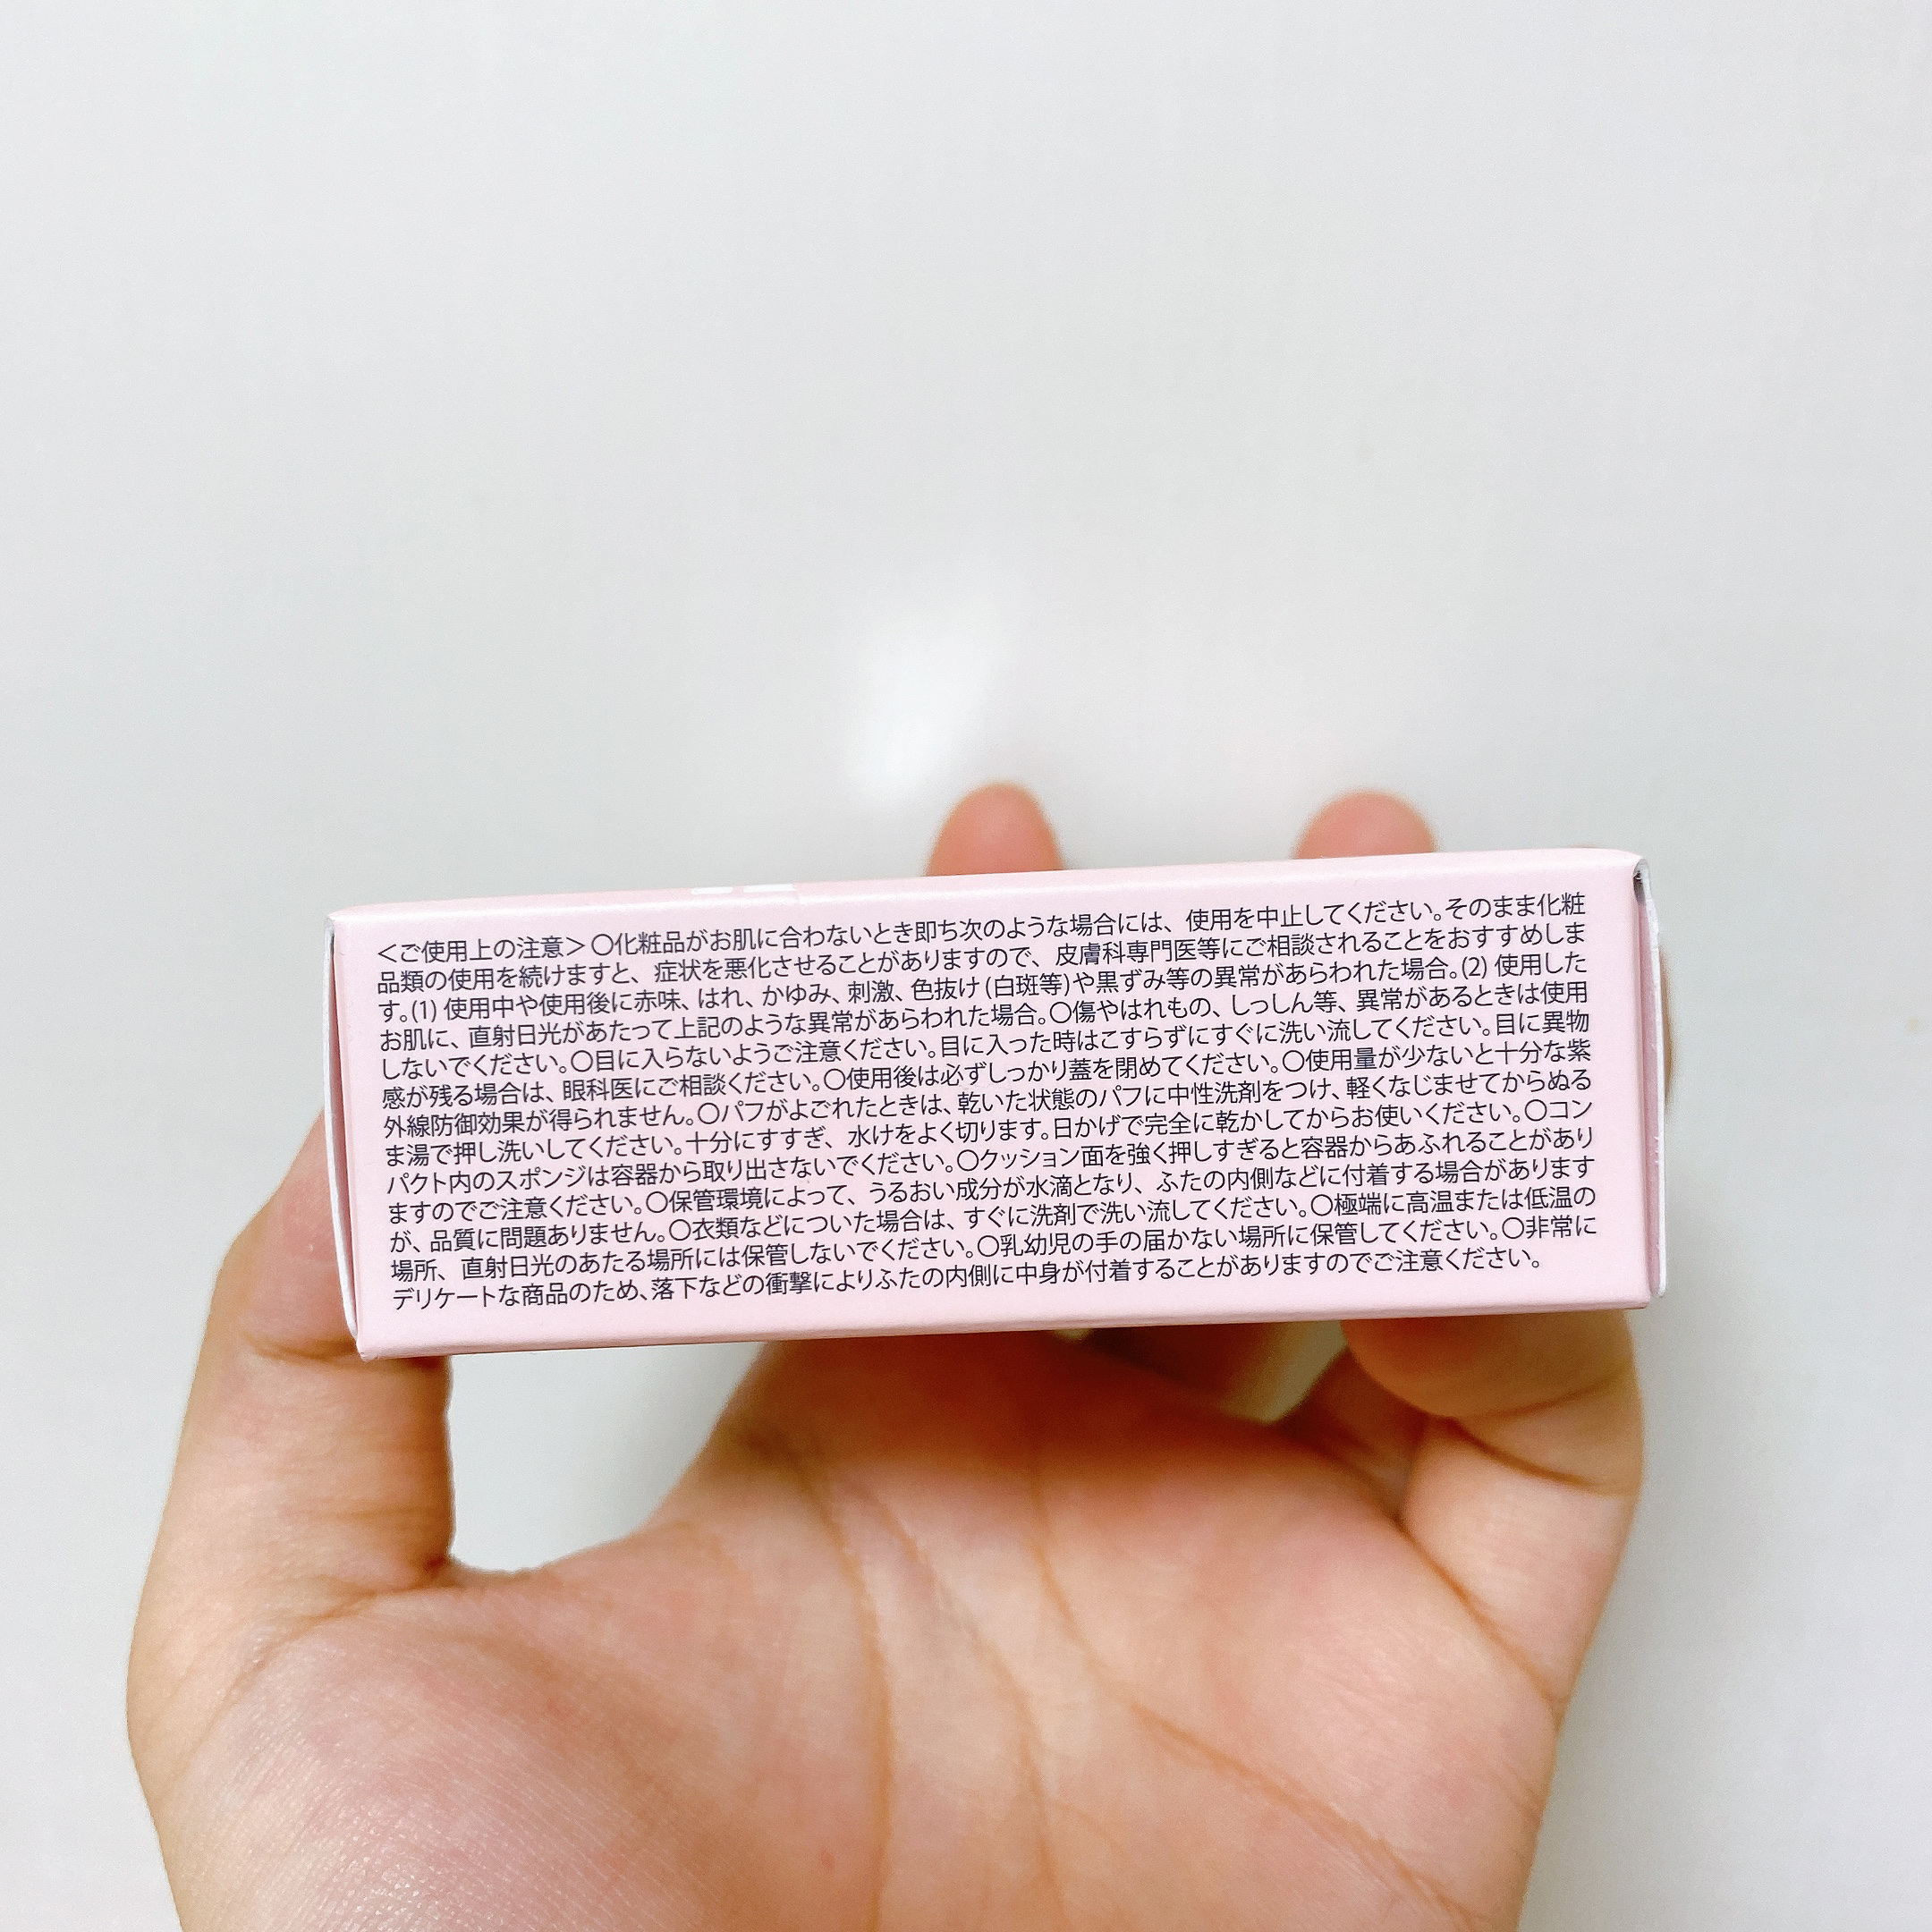 ＜ご使用上の注意＞〇化粧品がお肌に合わないとき即ち次のような場合には、使用を中止してください。そのまま化粧
品類の使用を続けますと、症状を悪化させることがありますので、皮膚科専門医等にご相談されることをおすすめしま
す。(1) 使用中や使用後に赤味、はれ、かゆみ、刺激、色抜け(白斑等)や黒ずみ等の異常があらわれた場合。(2) 使用した
お肌に、直射日光があたって上記のような異常があらわれた場合。〇傷やはれもの、しっしん等、異常があるときは使用
しないでください。〇目に入らないようご注意ください。目に入った時はこすらずにすぐに洗い流してください。目に異物
感が残る場合は、眼科医にご相談ください。〇使用後は必ずしっかり蓋を閉めてください。〇使用量が少ないと十分な紫
外線防御効果が得られません。〇パフがよごれたときは、乾いた状態のパフに中性洗剤をつけ、軽くなじませてからぬる
ま湯で押し洗いしてください。十分にすすぎ、水けをよく切ります。日かげで完全に乾かしてからお使いください。〇コン
パクト内のスポンジは容器から取り出さないでください。〇クッション面を強く押しすぎると容器からあふれることがあり
ますのでご注意ください。〇保管環境によって、うるおい成分が水滴となり、ふたの内側などに付着する場合があります
が、品質に問題ありません。〇衣類などについた場合は、すぐに洗剤で洗い流してください。〇極端に高温または低温の
場所、直射日光のあたる場所には保管しないでください。〇乳幼児の手の届かない場所に保管してください。〇非常に
デリケートな商品のため、落下などの衝撃によりふたの内側に中身が付着することがありますのでご注意ください。